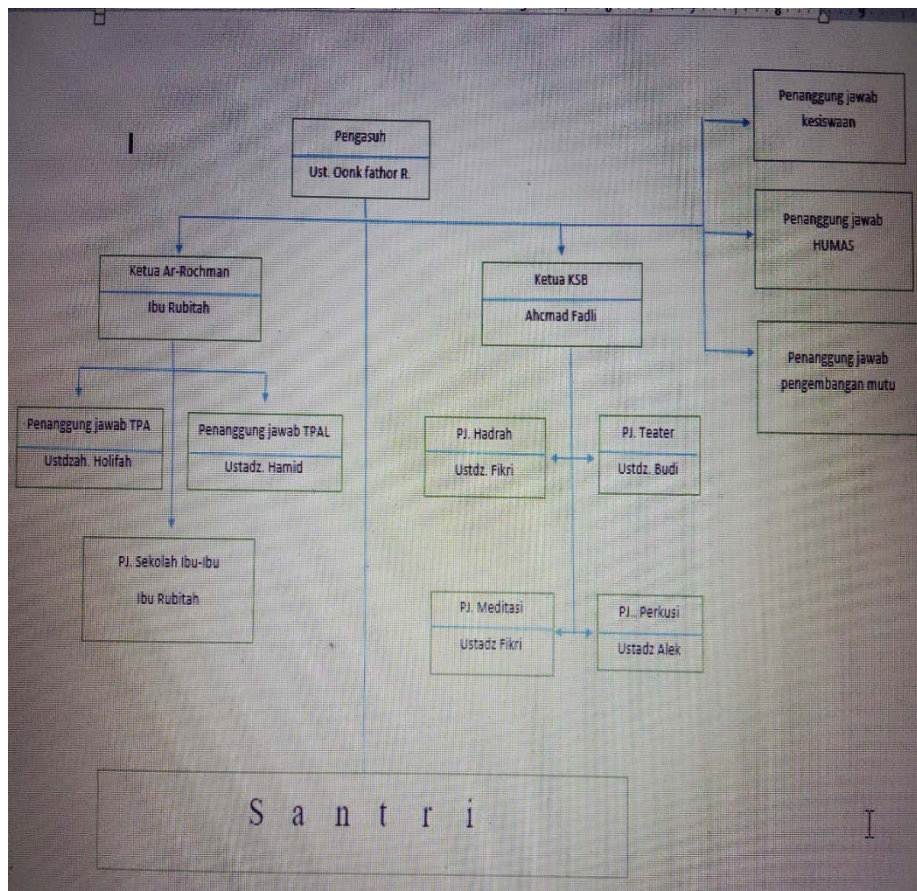 Pengasuh
Ust. Oonk fathor R.
Penanggung jawab
kesiswaan
Penanggung jawab
HUMAS
Penanggung jawab
pengembangan mutu
Ketua Ar-Rochman
Ibu Rubitah
Ketua KSB
Ahcmad Fadli
Penanggung jawab TPA
Ustdzah. Holifah
Penanggung jawab TPAL
Ustadz. Hamid
PJ. Hadrah
Ustdz. Fikri
PJ. Teater
Ustdz. Budi
PJ. Sekolah Ibu-Ibu
Ibu Rubitah
PJ. Meditasi
Ustadz Fikri
PJ.. Perkusi
Ustadz Alek
S a n t r i